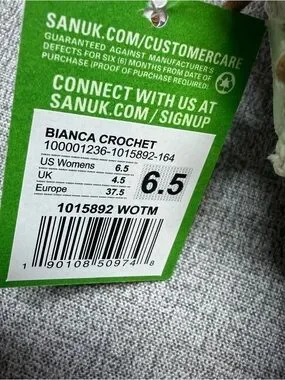 SANUK.COM/CUSTOMERCARE
GUARANTEED AGAINST MANUFACTURER'S
DEFECTS FOR SIX (6) MONTHS FROM DATE OF
PURCHASE (PROOF OF PURCHASE REQUIRED)
CONNECT WITH US AT
SANUK.COM/SIGNUP
BIANCA CROCHET
100001236-1015892-164
US Womens 6.5
UK 4.5
Europe 37.5
6.5
1015892 WOTM
1 90108 50974 8